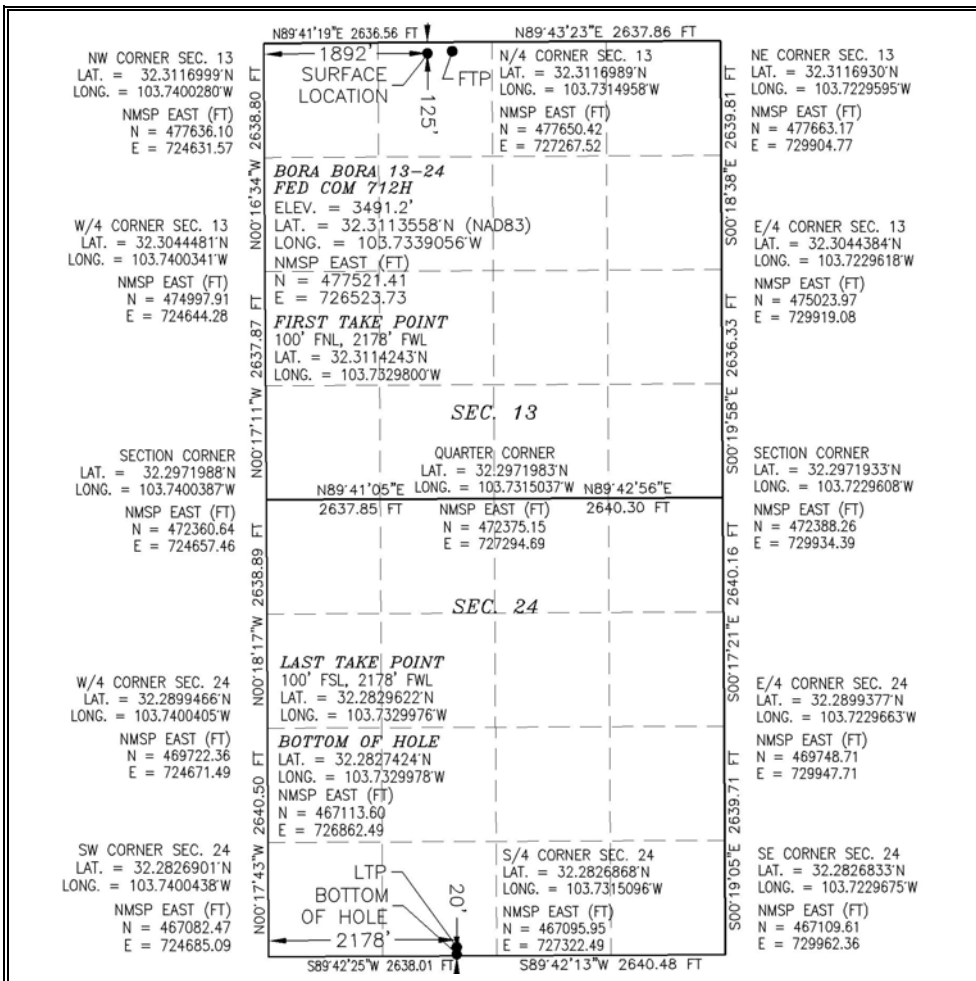 N89°41'19"E 2636.56 FT
N89°43'23"E 2637.86 FT
NW CORNER SEC. 13
LAT. = 32.3116999°N
LONG. = 103.7400280°W
NMSP EAST (FT)
N = 477636.10
E = 724631.57
1892'
SURFACE
LOCATION
125'
FTP
N/4 CORNER SEC. 13
LAT. = 32.3116989°N
LONG. = 103.7314958°W
NMSP EAST (FT)
N = 477650.42
E = 727267.52
NE CORNER SEC. 13
LAT. = 32.3116930°N
LONG. = 103.7229595°W
NMSP EAST (FT)
N = 477663.17
E = 729904.77
N00°16'34"W 2638.80 FT
S00°18'38"E 2639.81 FT
BORA BORA 13-24
FED COM 712H
ELEV. = 3491.2'
LAT. = 32.3113558°N (NAD83)
LONG. = 103.7339056°W
NMSP EAST (FT)
N = 477521.41
E = 726523.73
W/4 CORNER SEC. 13
LAT. = 32.3044481°N
LONG. = 103.7400341°W
NMSP EAST (FT)
N = 474997.91
E = 724644.28
E/4 CORNER SEC. 13
LAT. = 32.3044384°N
LONG. = 103.7229618°W
NMSP EAST (FT)
N = 475023.97
E = 729919.08
FIRST TAKE POINT
100' FNL, 2178' FWL
LAT. = 32.3114243°N
LONG. = 103.7329800°W
N00°17'11"W 2637.87 FT
S00°19'58"E 2636.33 FT
SEC. 13
SECTION CORNER
LAT. = 32.2971988°N
LONG. = 103.7400387°W
NMSP EAST (FT)
N = 472360.64
E = 724657.46
QUARTER CORNER
LAT. = 32.2971983°N
LONG. = 103.7315037°W
N89°41'05"E
2637.85 FT
N89°42'56"E
2640.30 FT
NMSP EAST (FT)
N = 472375.15
E = 727294.69
SECTION CORNER
LAT. = 32.2971933°N
LONG. = 103.7229608°W
NMSP EAST (FT)
N = 472388.26
E = 729934.39
N00°18'17"W 2638.89 FT
S00°17'21"E 2640.16 FT
SEC. 24
LAST TAKE POINT
100' FSL, 2178' FWL
LAT. = 32.2829622°N
LONG. = 103.7329976°W
W/4 CORNER SEC. 24
LAT. = 32.2899466°N
LONG. = 103.7400405°W
NMSP EAST (FT)
N = 469722.36
E = 724671.49
E/4 CORNER SEC. 24
LAT. = 32.2899377°N
LONG. = 103.7229663°W
NMSP EAST (FT)
N = 469748.71
E = 729947.71
BOTTOM OF HOLE
LAT. = 32.2827424°N
LONG. = 103.7329978°W
NMSP EAST (FT)
N = 467113.60
E = 726862.49
N00°17'43"W 2640.50 FT
S00°19'05"E 2639.71 FT
SW CORNER SEC. 24
LAT. = 32.2826901°N
LONG. = 103.7400438°W
NMSP EAST (FT)
N = 467082.47
E = 724685.09
LTP
BOTTOM
OF HOLE
20'
2178'
S/4 CORNER SEC. 24
LAT. = 32.2826868°N
LONG. = 103.7315096°W
NMSP EAST (FT)
N = 467095.95
E = 727322.49
SE CORNER SEC. 24
LAT. = 32.2826833°N
LONG. = 103.7229675°W
NMSP EAST (FT)
N = 467109.61
E = 729962.36
S89°42'25"W 2638.01 FT
S89°42'13"W 2640.48 FT